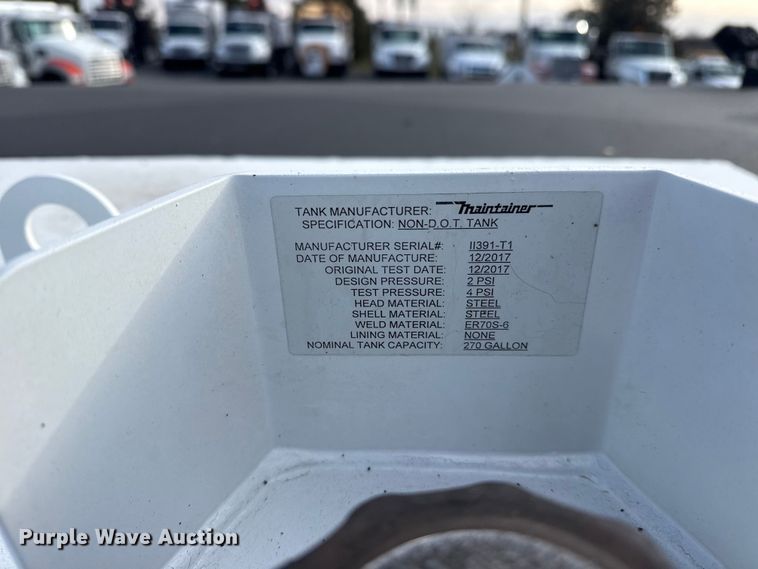 TANK MANUFACTURER: Maintainer
SPECIFICATION: NON-D.O.T. TANK
MANUFACTURER SERIAL#: II391-T1
DATE OF MANUFACTURE: 12/2017
ORIGINAL TEST DATE: 12/2017
DESIGN PRESSURE: 2 PSI
TEST PRESSURE: 4 PSI
HEAD MATERIAL: STEEL
SHELL MATERIAL: STEEL
WELD MATERIAL: ER70S-6
LINING MATERIAL: NONE
NOMINAL TANK CAPACITY: 270 GALLON
Purple Wave Auction